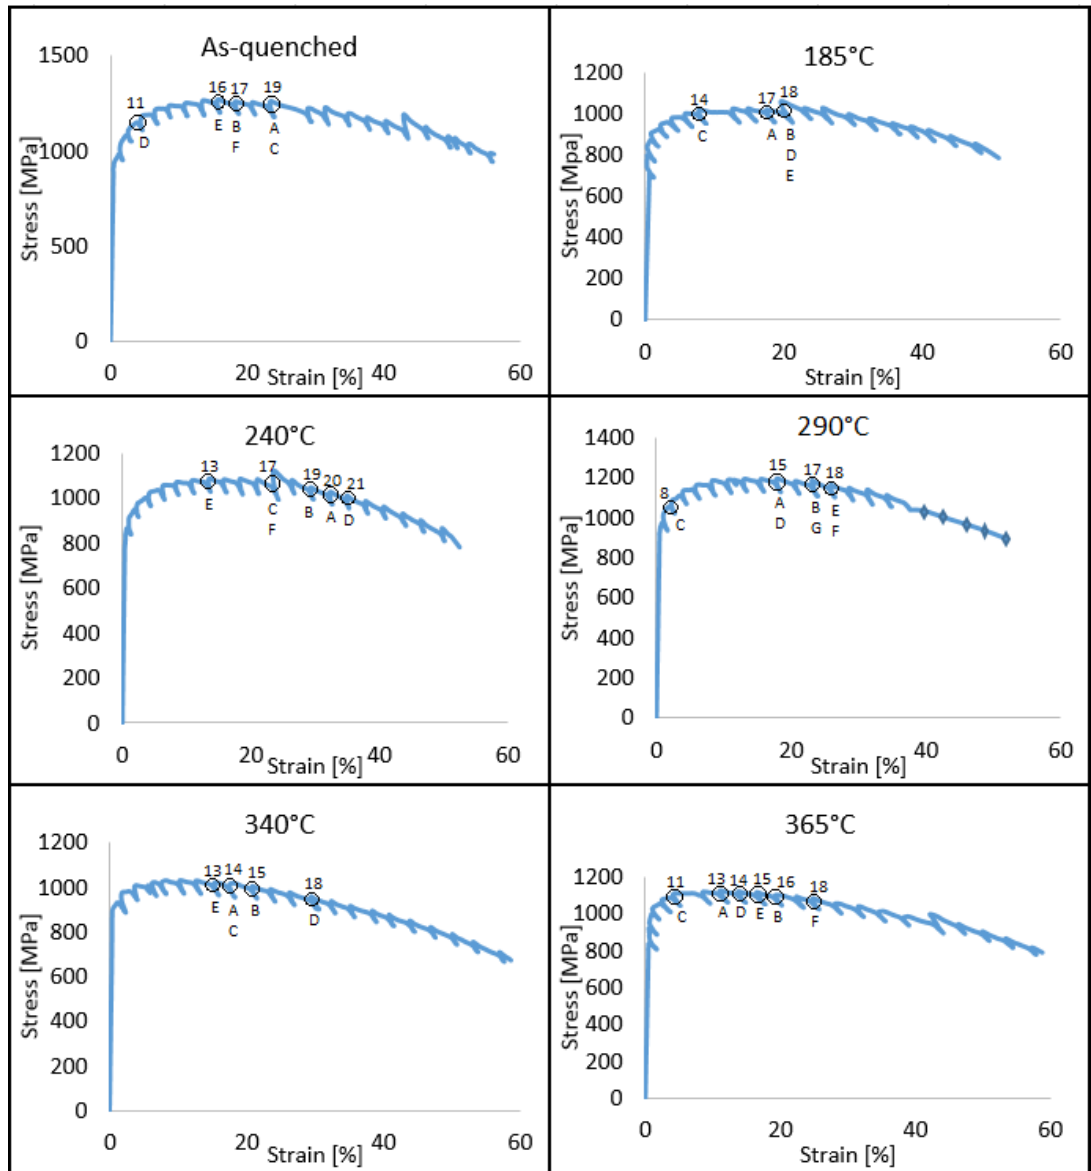 As-quenched
1500
1000
500
0
Stress [MPa]
11
D
16
E
17
B
F
19
A
C
0
20
40
60
Strain [%]
185°C
1200
1000
800
600
400
200
0
Stress [Mpa]
14
C
17
A
18
B
D
E
0
20
40
60
Strain [%]
240°C
1200
1000
800
600
400
200
0
Stress [MPa]
13
E
17
C
F
19
B
20
A
21
D
0
20
40
60
Strain [%]
290°C
1400
1200
1000
800
600
400
200
0
Stress [MPa]
8
C
15
A
D
17
B
G
18
E
F
0
20
40
60
Strain [%]
340°C
1200
1000
800
600
400
200
0
Stress [MPa]
13
E
14
A
C
15
B
18
D
0
20
40
60
Strain [%]
365°C
1200
1000
800
600
400
200
0
Stress [MPa]
11
C
13
A
14
D
15
E
16
B
18
F
0
20
40
60
Strain [%]